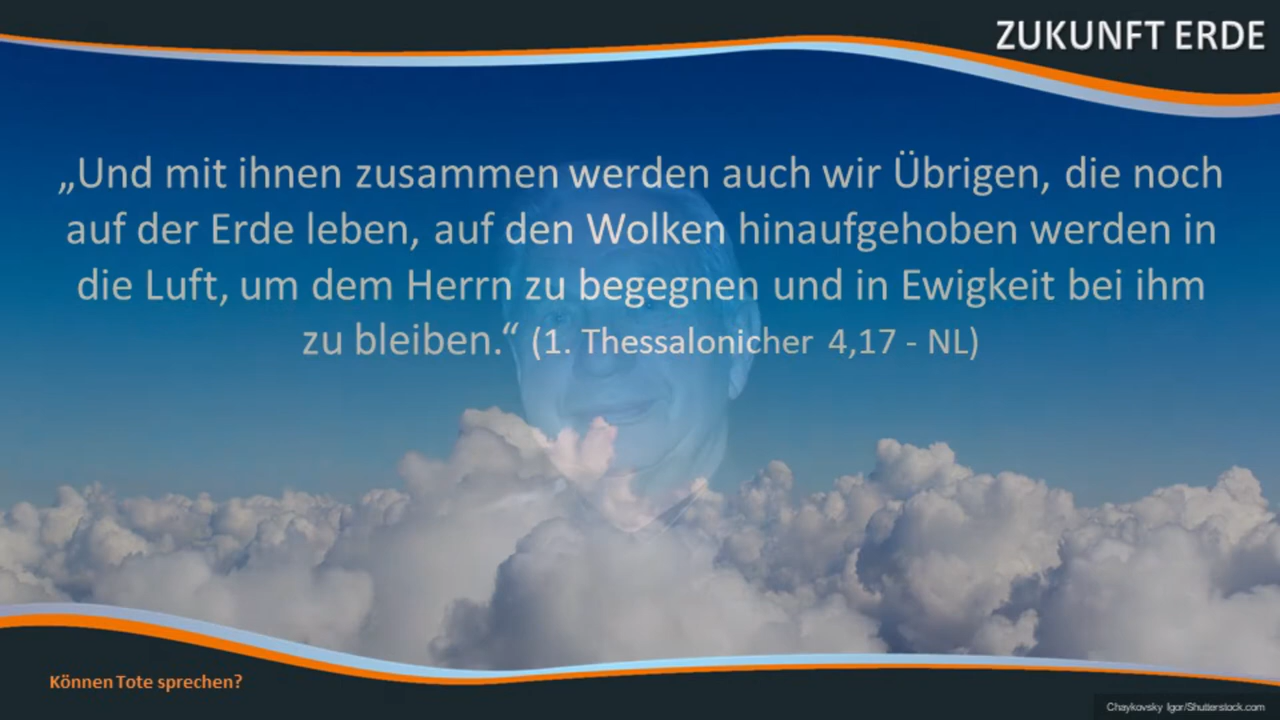 ZUKUNFT ERDE
„Und mit ihnen zusammen werden auch wir Übrigen, die noch
auf der Erde leben, auf den Wolken hinaufgehoben werden in
die Luft, um dem Herrn zu begegnen und in Ewigkeit bei ihm
zu bleiben.“ (1. Thessalonicher 4,17 - NL)
Können Tote sprechen?
Chaykovsky Igor/Shutterstock.com